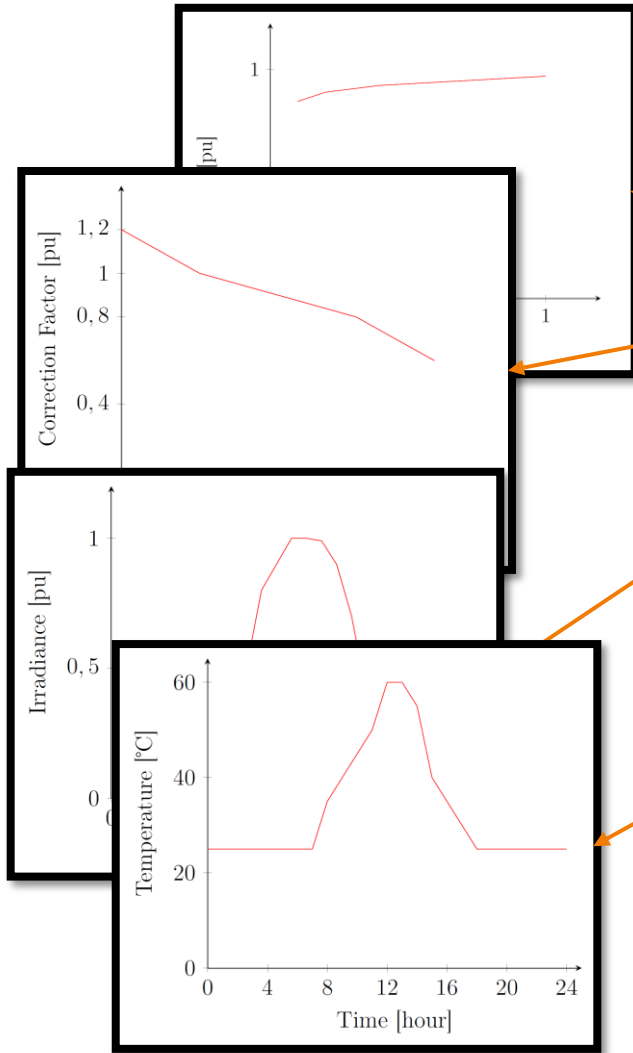 1
[pu]
1
Correction Factor [pu]
1, 2
1
0, 8
0, 4
Irradiance [pu]
1
0, 5
0
Temperature [°C]
60
40
20
0
0 4 8 12 16 20 24
Time [hour]